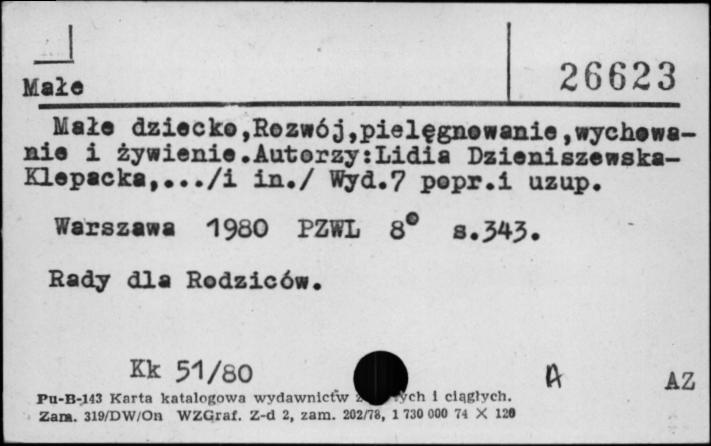 26623
Małe
Małe dziecko,Rozwój,pielęgnowanie,wychowa-
nie i żywienie.Autorzy:Lidia Dzieniszewska-
Klepacka,.../i in./ Wyd.7 popr.i uzup.
Warszawa 1980 PZWL 8° s.343.
Rady dla Rodziców.
Kk 51/80
A AZ
Pu-B-143 Karta katalogowa wydawnictw i ciągłych.
Zam. 319/DW/On WZGraf. Z-d 2, zam. 202/78, 1 730 000 74 X 120